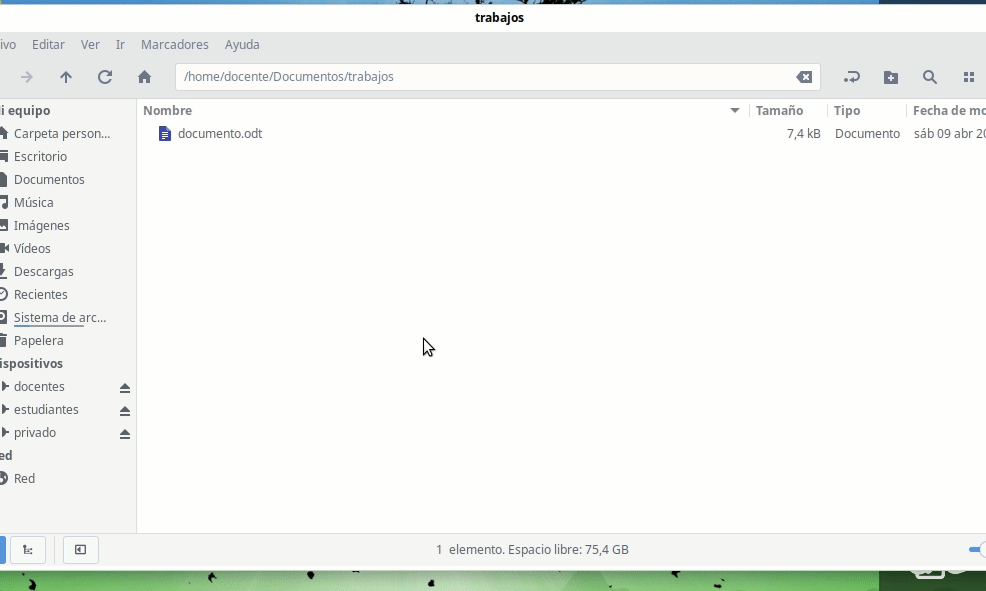 trabajos
ivo Editar Ver Ir Marcadores Ayuda
/home/docente/Documentos/trabajos
i equipo
Carpeta person...
Escritorio
Documentos
Música
Imágenes
Vídeos
Descargas
Recientes
Sistema de arc...
Papelera
ispositivos
docentes
estudiantes
privado
ed
Red
Nombre Tamaño Tipo Fecha de mo
documento.odt 7,4 kB Documento sáb 09 abr 20
1 elemento. Espacio libre: 75,4 GB